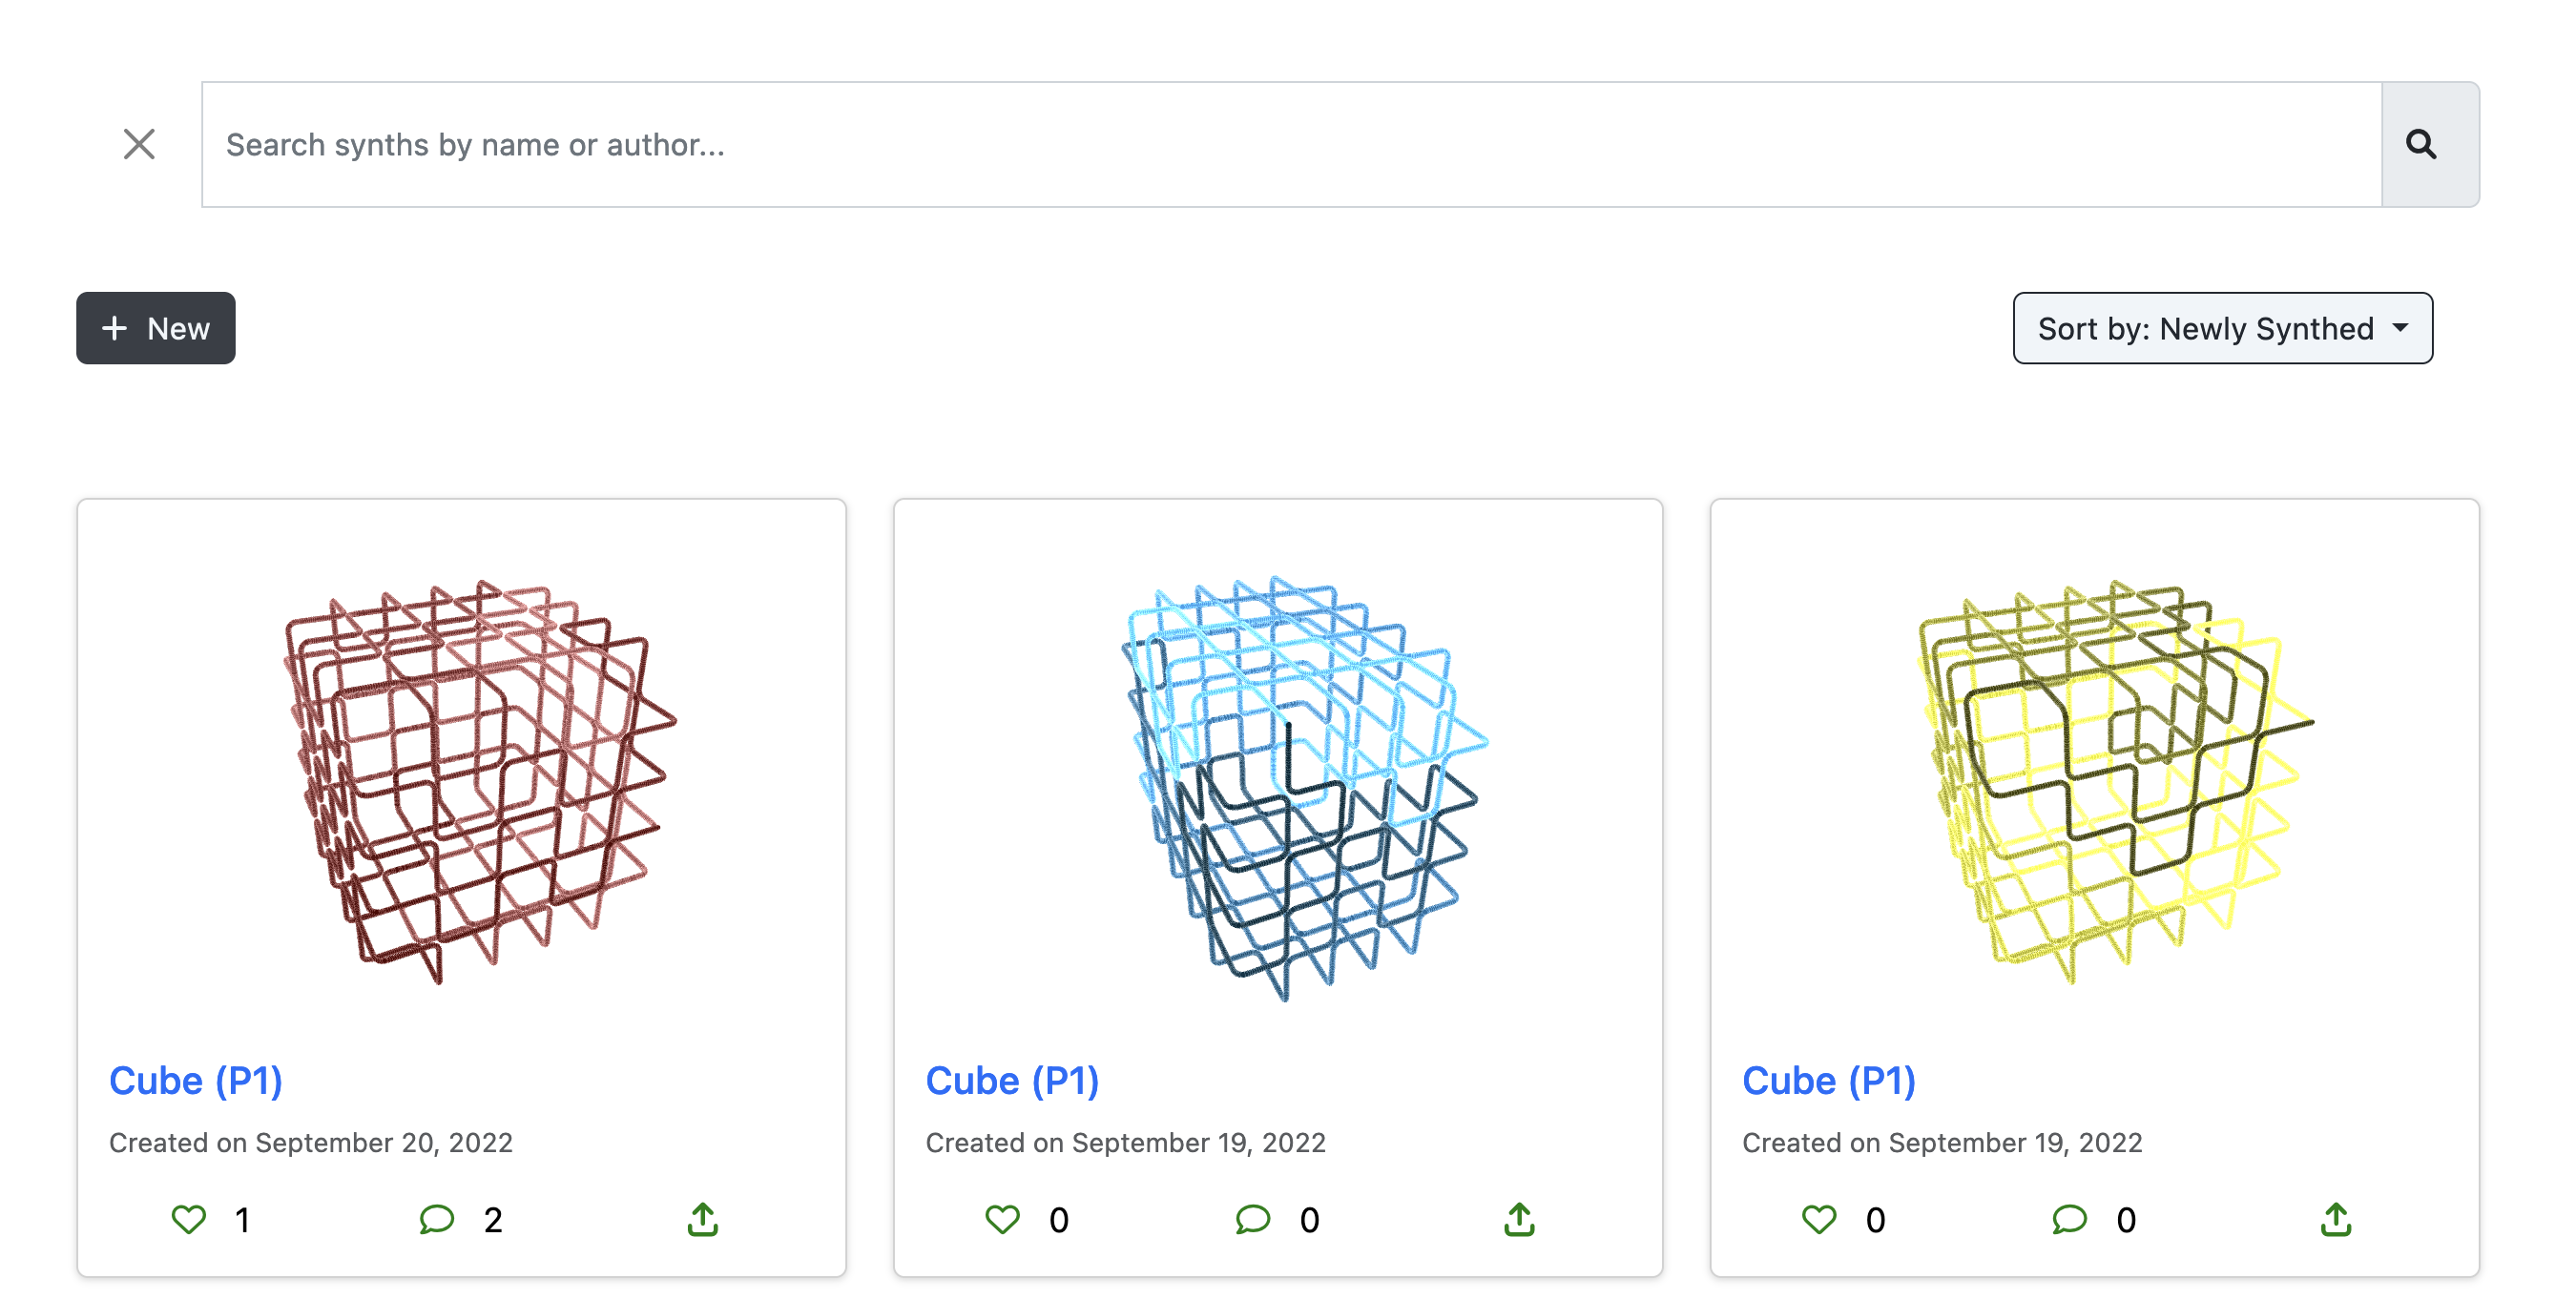 Search synths by name or author...
New
Sort by: Newly Synthed
Cube (P1)
Created on September 20, 2022
1
2
Cube (P1)
Created on September 19, 2022
0
0
Cube (P1)
Created on September 19, 2022
0
0